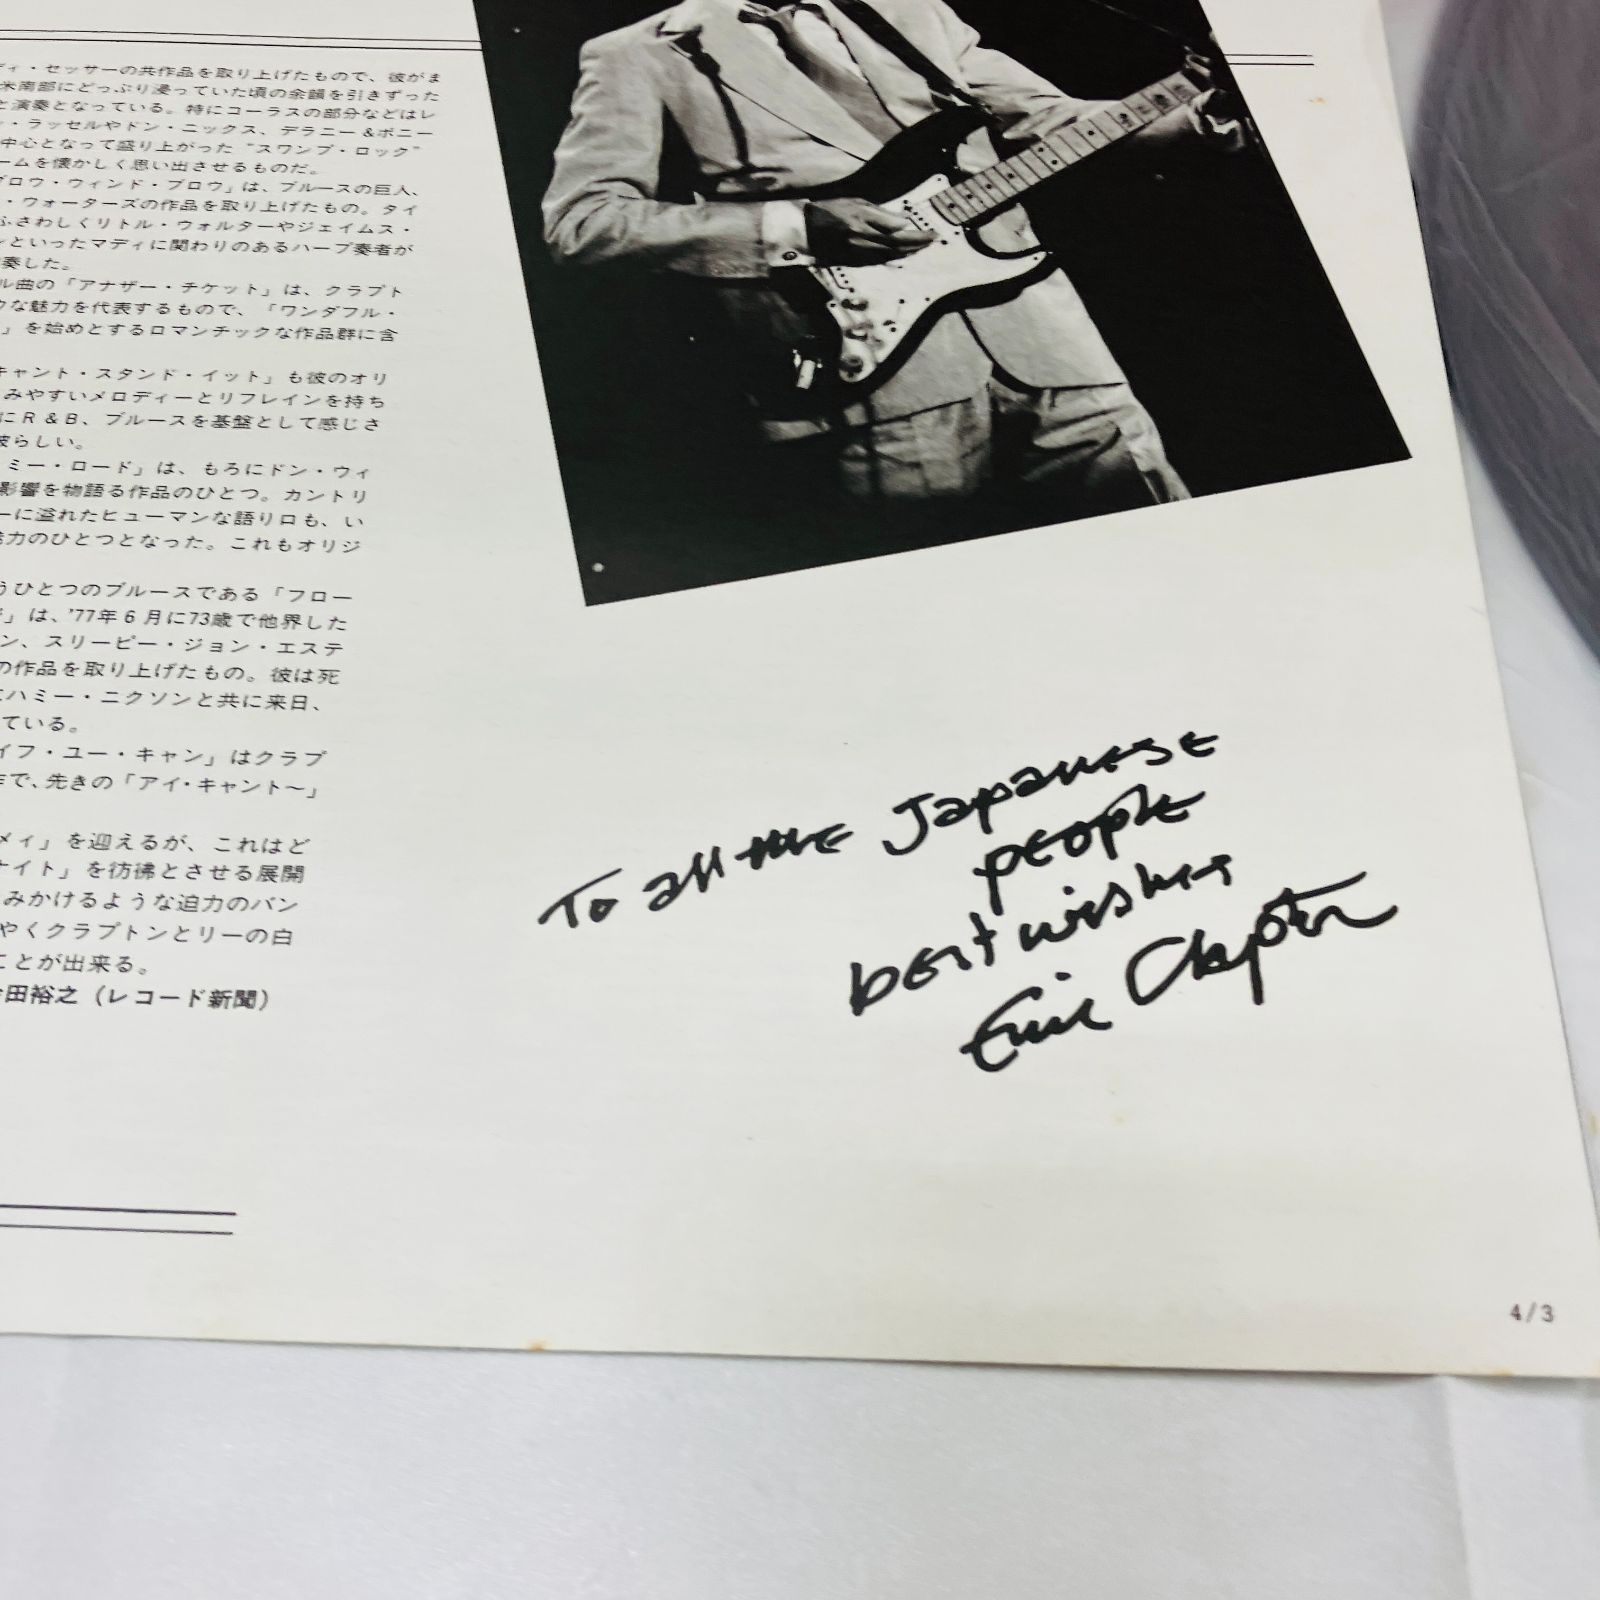 ディ・セッサーの共作品を取り上げたもので、彼がま
米南部にどっぷり浸っていた頃の余韻を引きずった
と演奏となっている。特にコーラスの部分などはレ
・ラッセルやドン・ニックス、デラニー&ボニー
中心となって盛り上がった"スワンプ・ロック"
ームを懐かしく思い出させるものだ。
ブロウ・ウィンド・ブロウ」は、ブルースの巨人、
・ウォーターズの作品を取り上げたもの。タイ
ふさわしくリトル・ウォルターやジェイムス・
ンといったマディに関わりのあるハープ奏者が
奏した。
ル曲の「アナザー・チケット」は、クラプト
クな魅力を代表するもので、「ワンダフル・
」を始めとするロマンチックな作品群に含
キャント・スタンド・イット」も彼のオリ
みやすいメロディーとリフレインを持ち
にR&B、ブルースを基盤として感じさ
彼らしい。
ミー・ロード」は、もろにドン・ウィ
影響を物語る作品のひとつ。カントリ
ーに溢れたヒューマンな語り口も、い
力のひとつとなった。これもオリジ
うひとつのブルースである「フロー
」は、'77年6月に73歳で他界した
ン、スリーピー・ジョン・エステ
の作品を取り上げたもの。彼は死
にハミー・ニクソンと共に来日、
ている。
イフ・ユー・キャン」はクラプ
作で、先きの「アイ・キャント〜」
メィ」を迎えるが、これはど
ナイト」を彷彿とさせる展開
みかけるような迫力のバン
やくクラプトンとリーの白
ことが出来る。
田裕之（レコード新聞）
To all the Japanese
people
best wishes
Eric Clapton
4/3